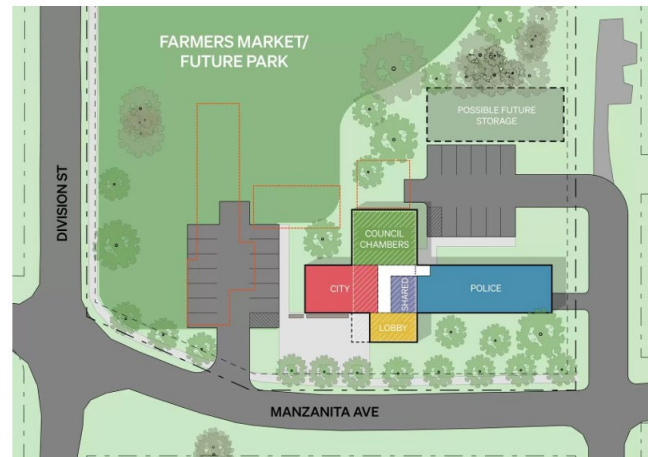 FARMERS MARKET/
FUTURE PARK
POSSIBLE FUTURE
STORAGE
DIVISION ST
COUNCIL
CHAMBERS
CITY
SHARED
POLICE
LOBBY
MANZANITA AVE